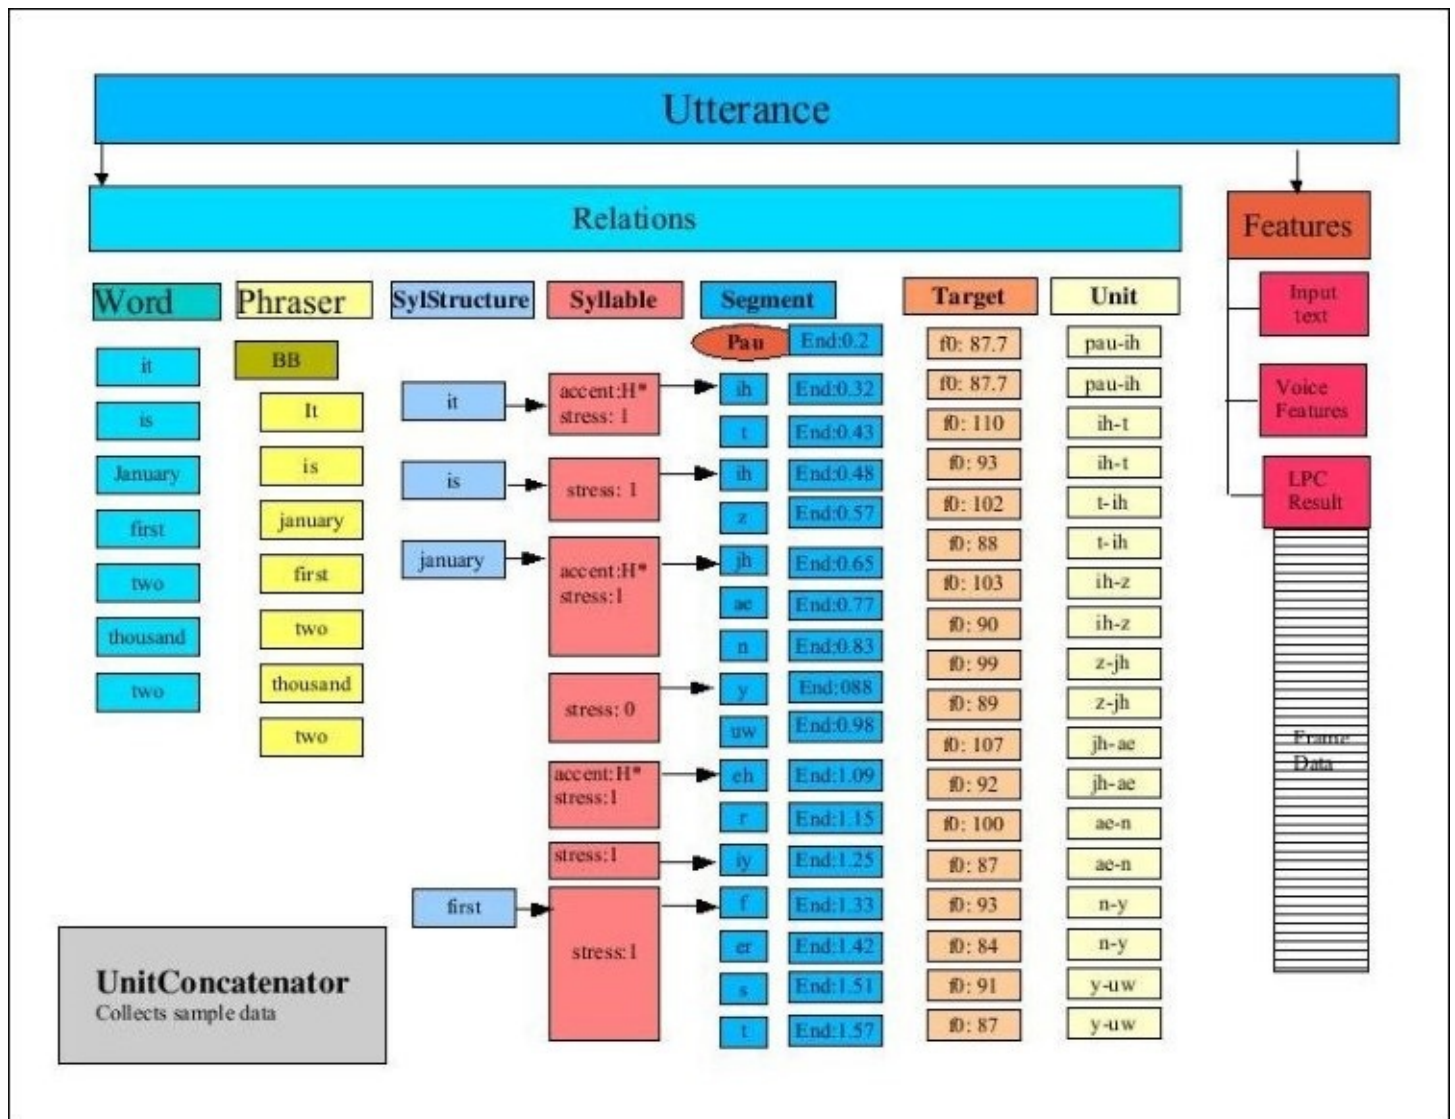 Utterance
Relations
Features
Word
Phraser
SylStructure
Syllable
Segment
Target
Unit
Input
text
Voice
Features
LPC
Result
Frame
Data
it
is
January
first
two
thousand
two
BB
It
is
january
first
two
thousand
two
it
is
january
first
accent:H*
stress: 1
stress: 1
accent:H*
stress:1
stress: 0
accent:H*
stress:1
stress:1
stress:1
Pau End:0.2
ih End:0.32
t End:0.43
ih End:0.48
z End:0.57
jh End:0.65
ae End:0.77
n End:0.83
y End:088
uw End:0.98
eh End:1.09
r End:1.15
iy End:1.25
f End:1.33
er End:1.42
s End:1.51
t End:1.57
f0: 87.7
f0: 87.7
f0: 110
f0: 93
f0: 102
f0: 88
f0: 103
f0: 90
f0: 99
f0: 89
f0: 107
f0: 92
f0: 100
f0: 87
f0: 93
f0: 84
f0: 91
f0: 87
pau-ih
pau-ih
ih-t
ih-t
t-ih
t-ih
ih-z
ih-z
z-jh
z-jh
jh-ae
jh-ae
ae-n
ae-n
n-y
n-y
y-uw
y-uw
UnitConcatenator
Collects sample data